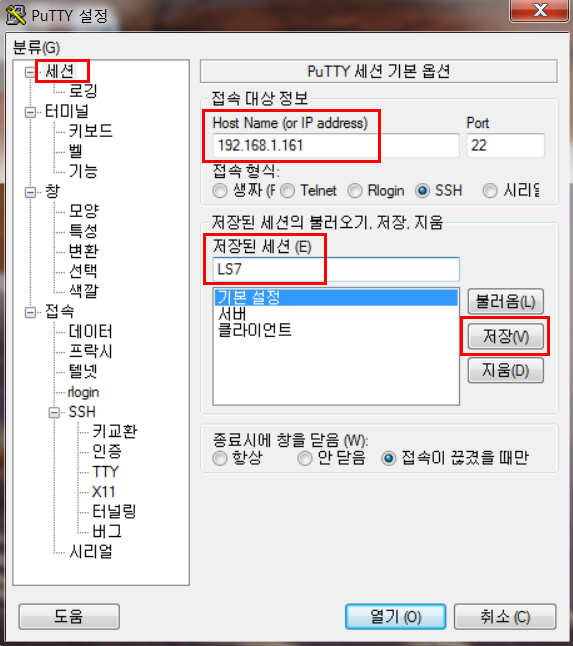 PuTTY 설정
분류(G)
세션
로깅
터미널
키보드
벨
기능
창
모양
특성
변환
선택
색깔
접속
데이터
프락시
텔넷
rlogin
SSH
키교환
인증
TTY
X11
터널링
버그
시리얼
PuTTY 세션 기본 옵션
접속 대상 정보
Host Name (or IP address) Port
192.168.1.161 22
접속 형식:
생짜 (F Telnet Rlogin SSH 시리얼
저장된 세션의 불러오기, 저장, 지움
저장된 세션 (E)
LS7
기본 설정
서버
클라이언트
불러옴(L)
저장(V)
지움(D)
종료시에 창을 닫음 (W):
항상 안 닫음 접속이 끊겼을 때만
도움 열기 (O) 취소 (C)